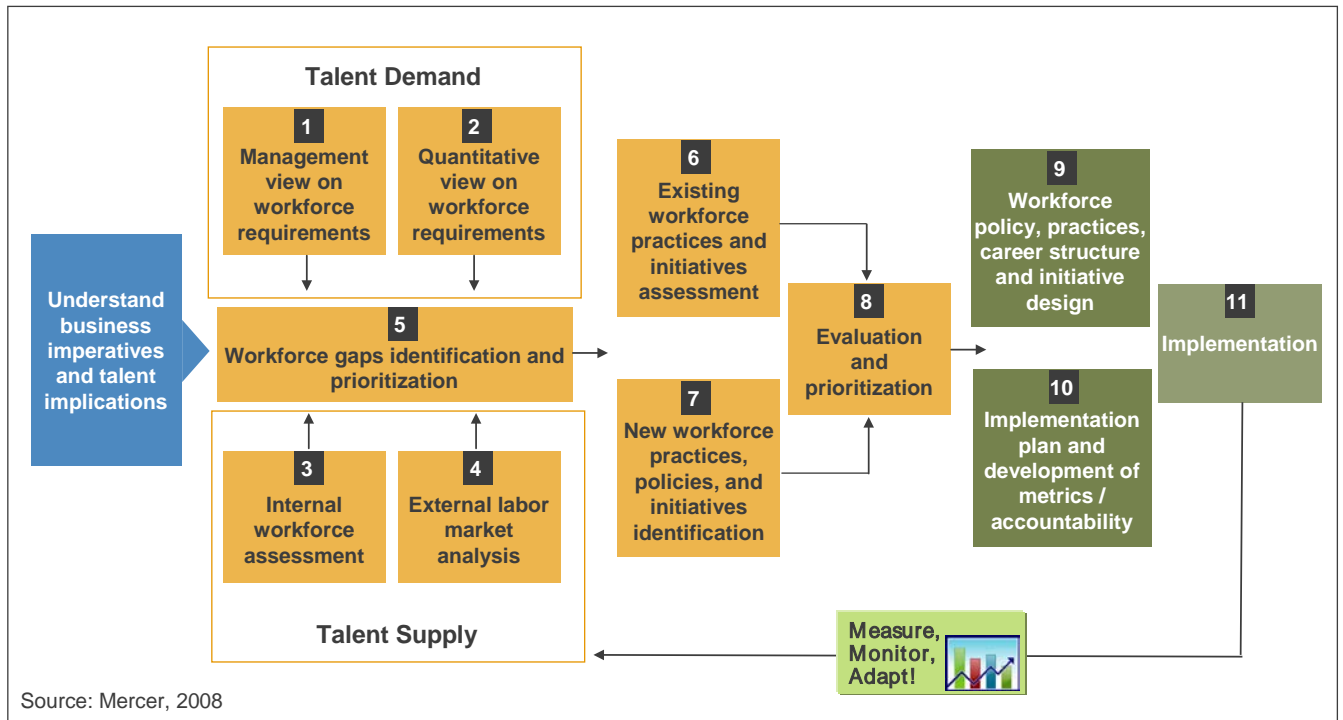 Talent Demand
1
Management
view on
workforce
requirements
2
Quantitative
view on
workforce
requirements
Understand
business
imperatives
and talent
implications
5
Workforce gaps identification and
prioritization
3
Internal
workforce
assessment
4
External labor
market
analysis
Talent Supply
6
Existing
workforce
practices and
initiatives
assessment
7
New workforce
practices,
policies, and
initiatives
identification
8
Evaluation
and
prioritization
9
Workforce
policy, practices,
career structure
and initiative
design
10
Implementation
plan and
development of
metrics /
accountability
11
Implementation
Measure,
Monitor,
Adapt!
Source: Mercer, 2008